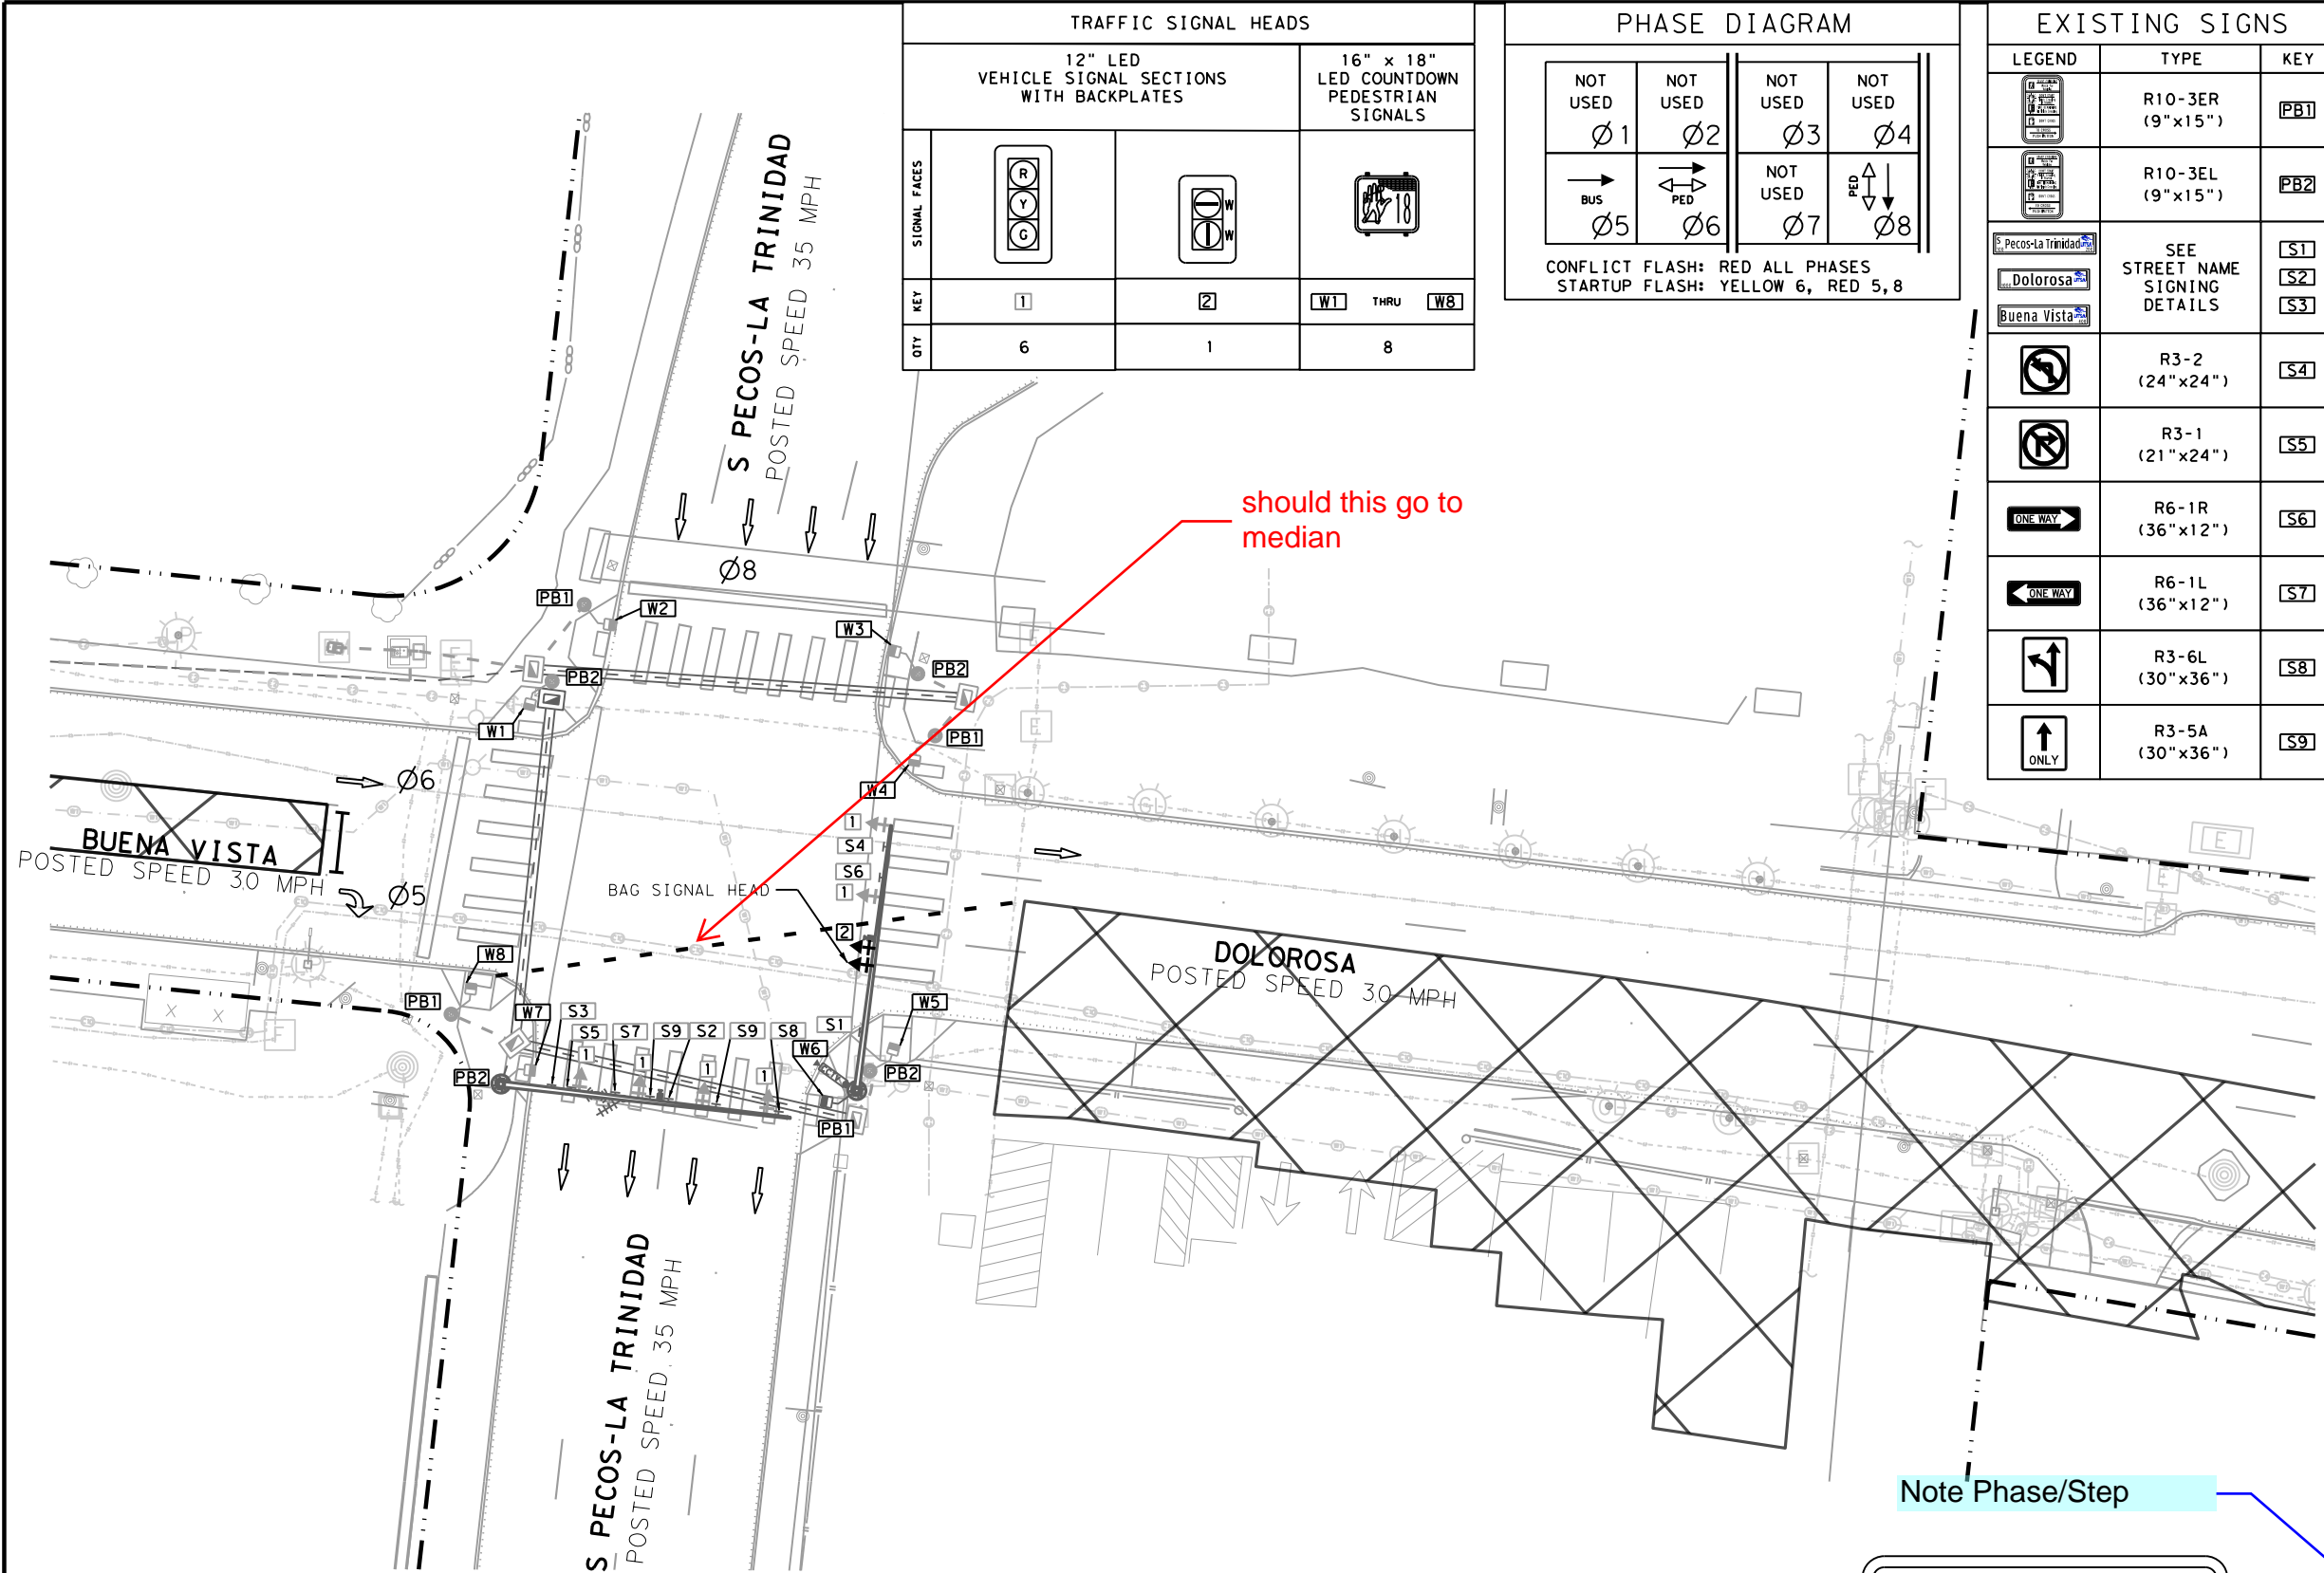 TRAFFIC SIGNAL HEADS
12" LED
VEHICLE SIGNAL SECTIONS
WITH BACKPLATES
16" x 18"
LED COUNTDOWN
PEDESTRIAN
SIGNALS
SIGNAL FACES
R
Y
G
W
W
18
KEY
1
2
W1 THRU W8
QTY
6
1
8
PHASE DIAGRAM
NOT USED Ø1
NOT USED Ø2
NOT USED Ø3
NOT USED Ø4
BUS Ø5
PED Ø6
NOT USED Ø7
PED Ø8
CONFLICT FLASH: RED ALL PHASES
STARTUP FLASH: YELLOW 6, RED 5,8
EXISTING SIGNS
LEGEND
TYPE
KEY
R10-3ER
(9"x15")
PB1
R10-3EL
(9"x15")
PB2
S Pecos-La Trinidad
Dolorosa
Buena Vista
SEE
STREET NAME
SIGNING
DETAILS
S1
S2
S3
R3-2
(24"x24")
S4
R3-1
(21"x24")
S5
ONE WAY
R6-1R
(36"x12")
S6
ONE WAY
R6-1L
(36"x12")
S7
R3-6L
(30"x36")
S8
ONLY
R3-5A
(30"x36")
S9
S PECOS-LA TRINIDAD
POSTED SPEED 35 MPH
should this go to
median
Ø8
PB1
W2
W3
PB2
PB2
W1
PB1
W4
Ø6
BUENA VISTA
POSTED SPEED 30 MPH
Ø5
1
S4
S6
1
BAG SIGNAL HEAD
2
DOLOROSA
POSTED SPEED 30 MPH
W8
PB1
W7
S3
S5
S7
S9
S2
S9
S8
S1
W5
1
1
1
1
W6
PB2
PB2
PB1
S PECOS-LA TRINIDAD
POSTED SPEED 35 MPH
Note Phase/Step